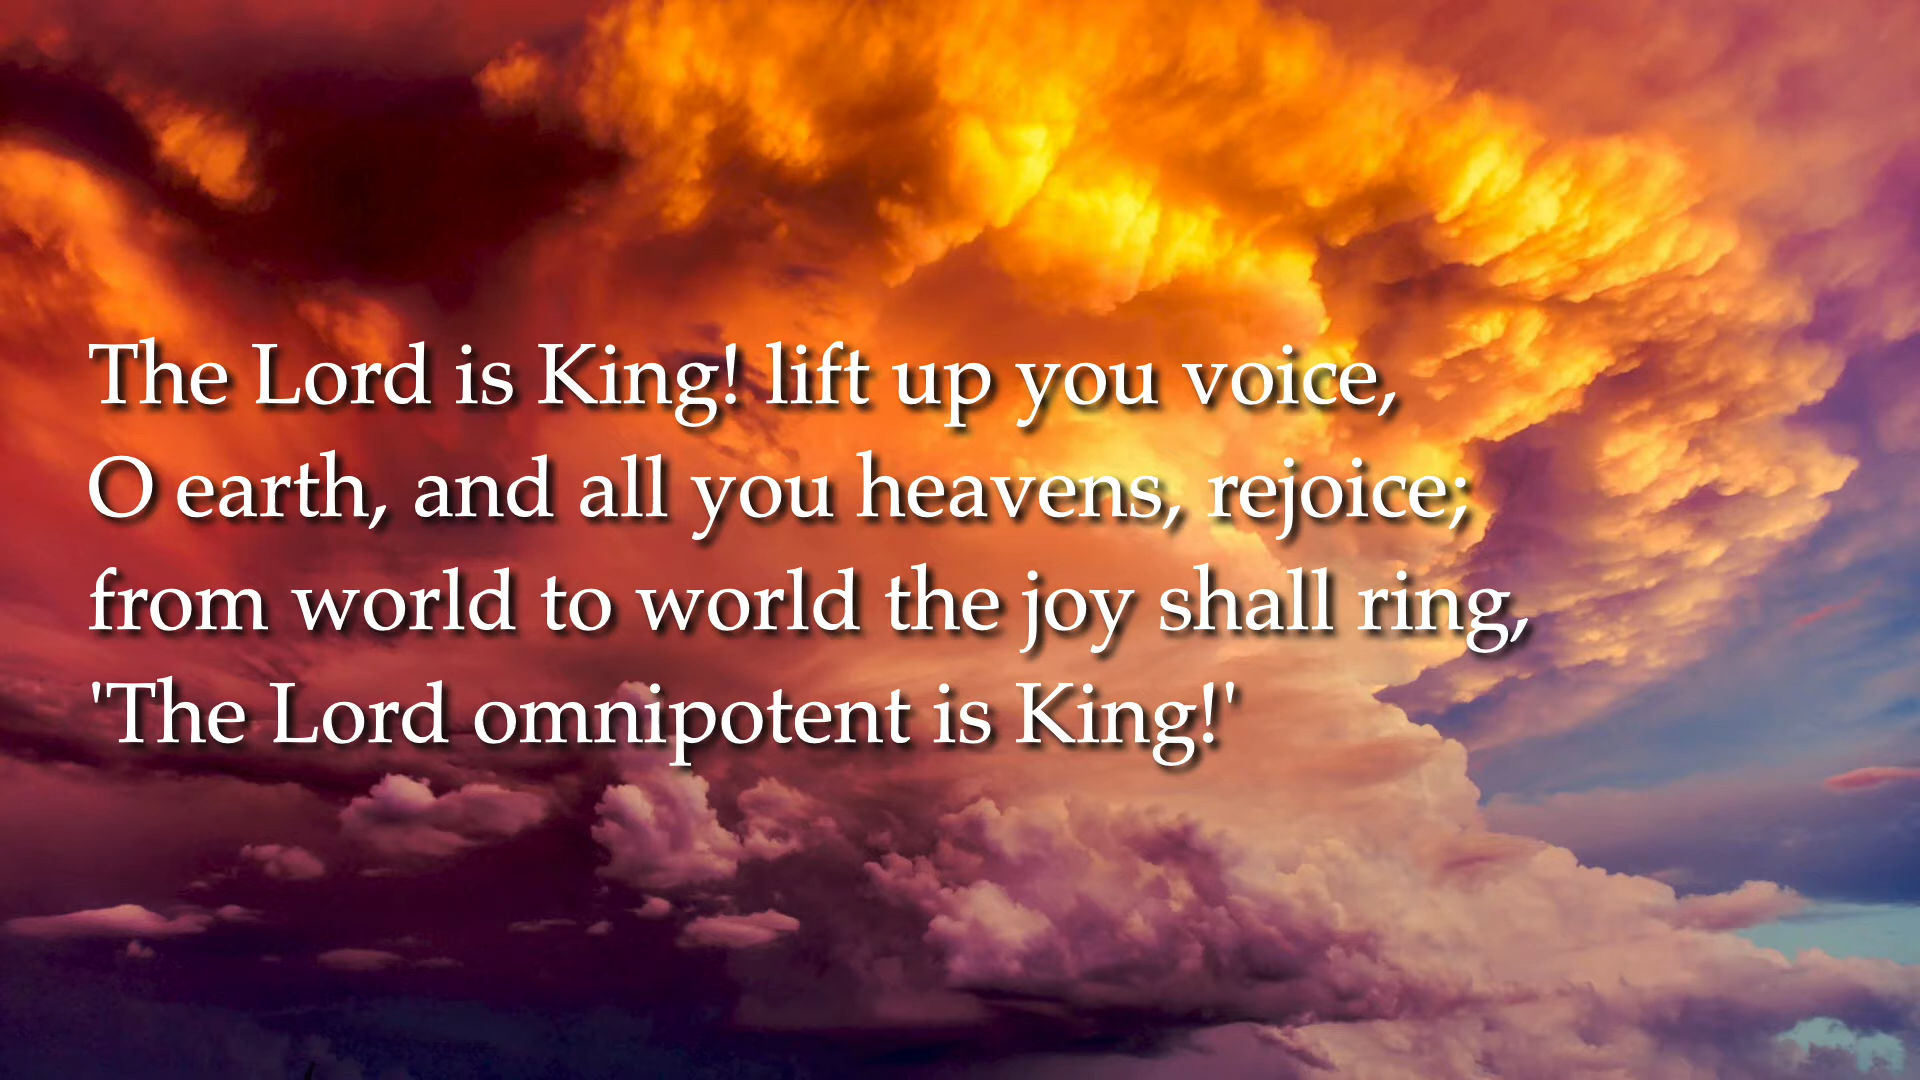 The Lord is King! lift up you voice,
O earth, and all you heavens, rejoice;
from world to world the joy shall ring,
'The Lord omnipotent is King!'